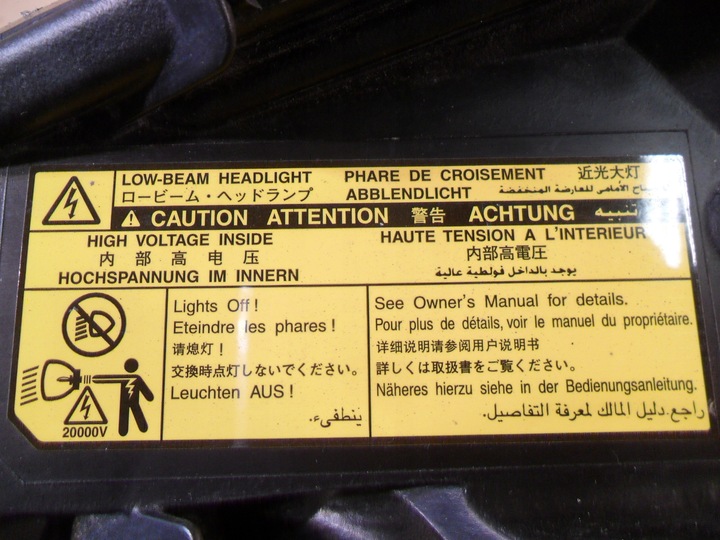 LOW-BEAM HEADLIGHT PHARE DE CROISEMENT 近光大灯
ロービーム・ヘッドランプ ABBLENDLICHT الأمامى للعارضة المنخفضة
CAUTION ATTENTION 警告 ACHTUNG تنبيه
HIGH VOLTAGE INSIDE
内部高电压
HOCHSPANNUNG IM INNERN
HAUTE TENSION A L'INTERIEUR
内部高電圧
يوجد بالداخل فولطية عالية
20000V
Lights Off!
Eteindre les phares!
请熄灯!
交換時点灯しないでください。
Leuchten AUS!
ينطفىء.
See Owner's Manual for details.
Pour plus de détails, voir le manuel du propriétaire.
详细说明请参阅用户说明书
詳しくは取扱書をご覧ください。
Näheres hierzu siehe in der Bedienungsanleitung.
راجع دليل المالك لمعرفة التفاصيل.